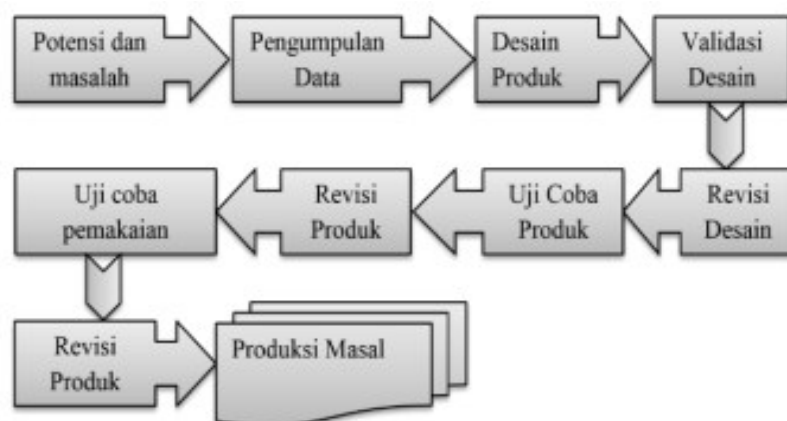 Potensi dan
masalah
Pengumpulan
Data
Desain
Produk
Validasi
Desain
Revisi
Desain
Uji Coba
Produk
Revisi
Produk
Uji coba
pemakaian
Revisi
Produk
Produksi Masal